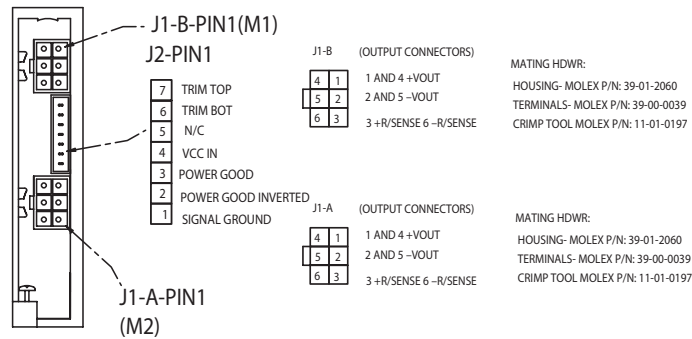 J1-B-PIN1(M1)
J2-PIN1
7 TRIM TOP
6 TRIM BOT
5 N/C
4 VCC IN
3 POWER GOOD
2 POWER GOOD INVERTED
1 SIGNAL GROUND
J1-A-PIN1
(M2)
J1-B (OUTPUT CONNECTORS)
4 1 1 AND 4 +VOUT
5 2 2 AND 5 –VOUT
6 3 3 +R/SENSE 6 –R/SENSE
MATING HDWR:
HOUSING- MOLEX P/N: 39-01-2060
TERMINALS- MOLEX P/N: 39-00-0039
CRIMP TOOL MOLEX P/N: 11-01-0197
J1-A (OUTPUT CONNECTORS)
4 1 1 AND 4 +VOUT
5 2 2 AND 5 –VOUT
6 3 3 +R/SENSE 6 –R/SENSE
MATING HDWR:
HOUSING- MOLEX P/N: 39-01-2060
TERMINALS- MOLEX P/N: 39-00-0039
CRIMP TOOL MOLEX P/N: 11-01-0197